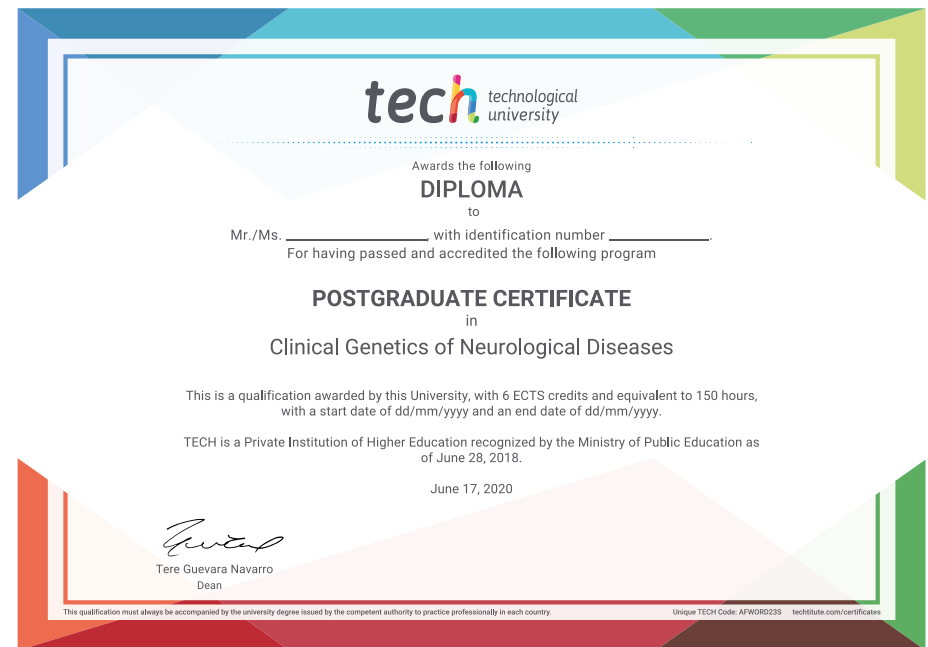 tech technological
university
Awards the following
DIPLOMA
to
Mr./Ms. ____________________, with identification number ______________.
For having passed and accredited the following program
POSTGRADUATE CERTIFICATE
in
Clinical Genetics of Neurological Diseases
This is a qualification awarded by this University, with 6 ECTS credits and equivalent to 150 hours,
with a start date of dd/mm/yyyy and an end date of dd/mm/yyyy.
TECH is a Private Institution of Higher Education recognized by the Ministry of Public Education as
of June 28, 2018.
June 17, 2020
Tere Guevara Navarro
Dean
This qualification must always be accompanied by the university degree issued by the competent authority to practice professionally in each country. Unique TECH Code: AFWORD23S techtitute.com/certificates